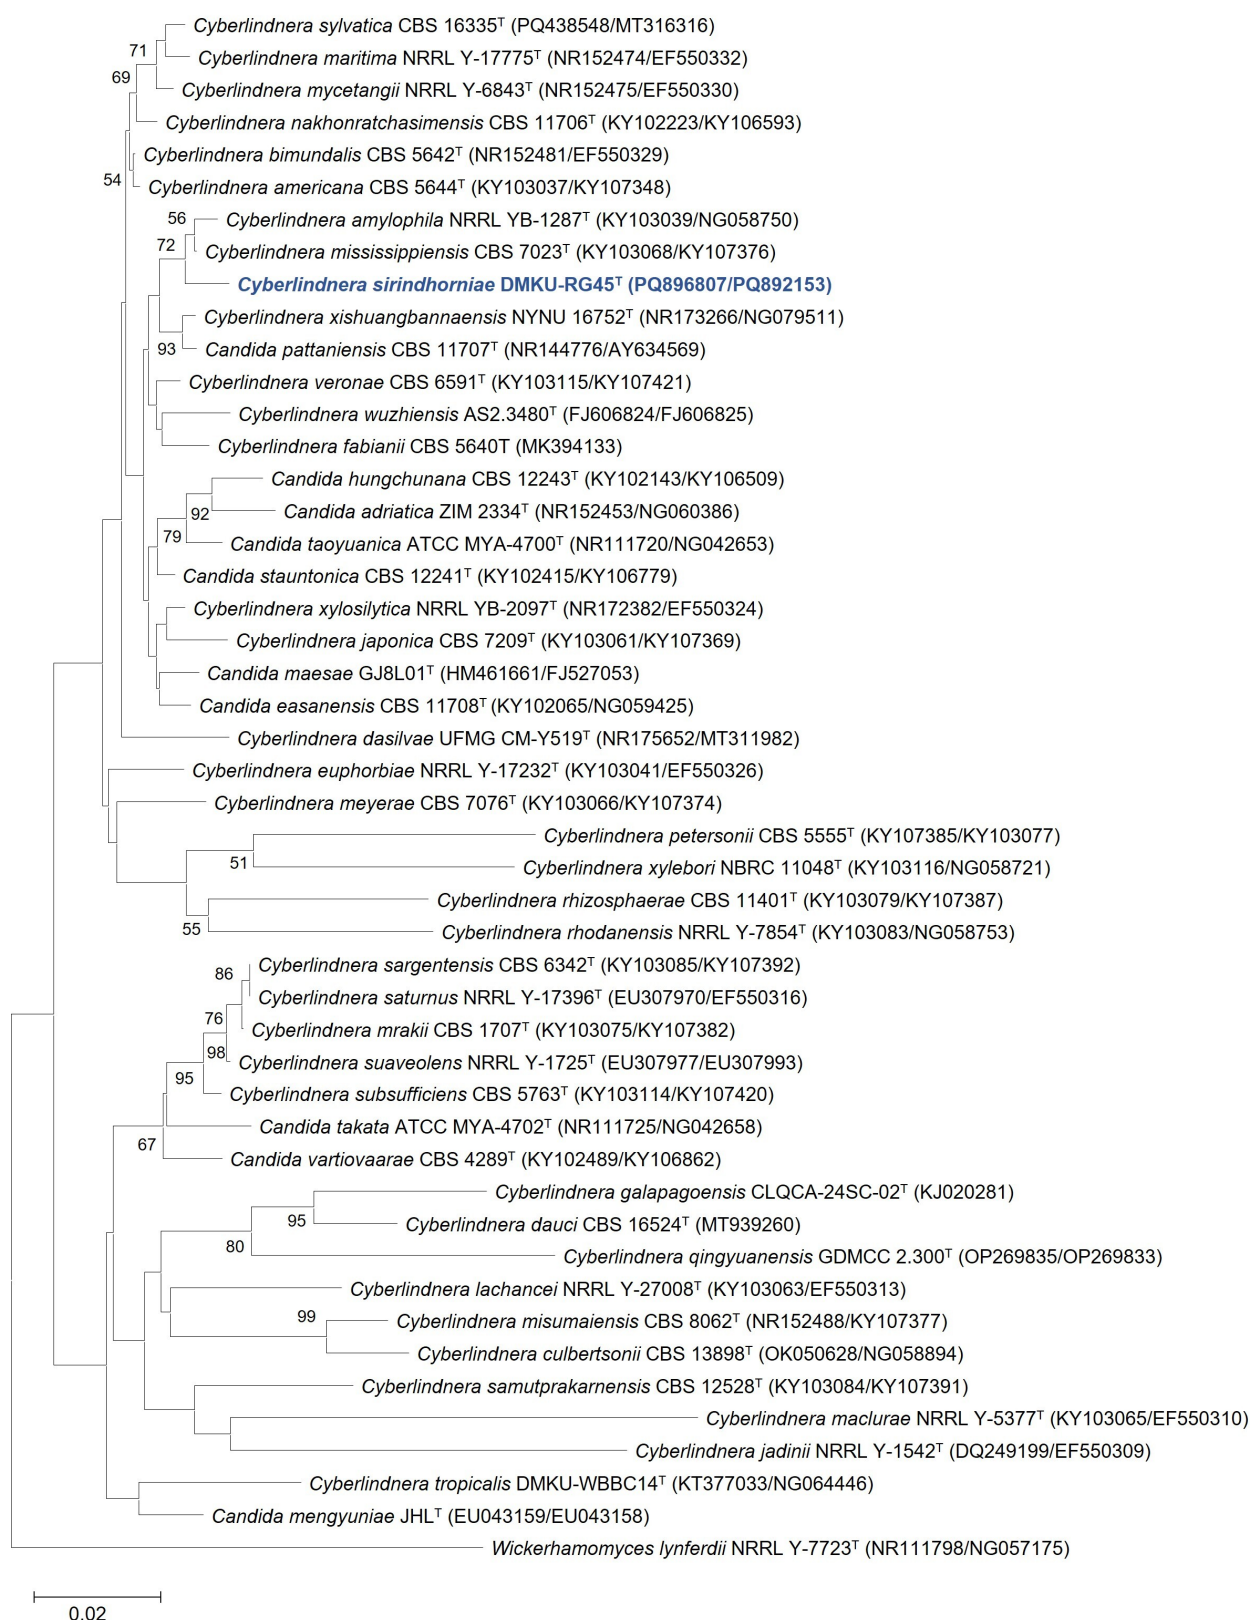 Cyberlindnera sylvatica CBS 16335ᵀ (PQ438548/MT316316)
71
Cyberlindnera maritima NRRL Y-17775ᵀ (NR152474/EF550332)
69
Cyberlindnera mycetangii NRRL Y-6843ᵀ (NR152475/EF550330)
Cyberlindnera nakhonratchasimensis CBS 11706ᵀ (KY102223/KY106593)
Cyberlindnera bimundalis CBS 5642ᵀ (NR152481/EF550329)
54
Cyberlindnera americana CBS 5644ᵀ (KY103037/KY107348)
56
Cyberlindnera amylophila NRRL YB-1287ᵀ (KY103039/NG058750)
72
Cyberlindnera mississippiensis CBS 7023ᵀ (KY103068/KY107376)
Cyberlindnera sirindhorniae DMKU-RG45ᵀ (PQ896807/PQ892153)
Cyberlindnera xishuangbannaensis NYNU 16752ᵀ (NR173266/NG079511)
93
Candida pattaniensis CBS 11707ᵀ (NR144776/AY634569)
Cyberlindnera veronae CBS 6591ᵀ (KY103115/KY107421)
Cyberlindnera wuzhiensis AS2.3480ᵀ (FJ606824/FJ606825)
Cyberlindnera fabianii CBS 5640T (MK394133)
Candida hungchunana CBS 12243ᵀ (KY102143/KY106509)
92
Candida adriatica ZIM 2334ᵀ (NR152453/NG060386)
79
Candida taoyuanica ATCC MYA-4700ᵀ (NR111720/NG042653)
Candida stauntonica CBS 12241ᵀ (KY102415/KY106779)
Cyberlindnera xylosilytica NRRL YB-2097ᵀ (NR172382/EF550324)
Cyberlindnera japonica CBS 7209ᵀ (KY103061/KY107369)
Candida maesae GJ8L01ᵀ (HM461661/FJ527053)
Candida easanensis CBS 11708ᵀ (KY102065/NG059425)
Cyberlindnera dasilvae UFMG CM-Y519ᵀ (NR175652/MT311982)
Cyberlindnera euphorbiae NRRL Y-17232ᵀ (KY103041/EF550326)
Cyberlindnera meyerae CBS 7076ᵀ (KY103066/KY107374)
Cyberlindnera petersonii CBS 5555ᵀ (KY107385/KY103077)
51
Cyberlindnera xylebori NBRC 11048ᵀ (KY103116/NG058721)
Cyberlindnera rhizosphaerae CBS 11401ᵀ (KY103079/KY107387)
55
Cyberlindnera rhodanensis NRRL Y-7854ᵀ (KY103083/NG058753)
86
Cyberlindnera sargentensis CBS 6342ᵀ (KY103085/KY107392)
Cyberlindnera saturnus NRRL Y-17396ᵀ (EU307970/EF550316)
76
Cyberlindnera mrakii CBS 1707ᵀ (KY103075/KY107382)
98
Cyberlindnera suaveolens NRRL Y-1725ᵀ (EU307977/EU307993)
95
Cyberlindnera subsufficiens CBS 5763ᵀ (KY103114/KY107420)
Candida takata ATCC MYA-4702ᵀ (NR111725/NG042658)
67
Candida vartiovaarae CBS 4289ᵀ (KY102489/KY106862)
Cyberlindnera galapagoensis CLQCA-24SC-02ᵀ (KJ020281)
95
Cyberlindnera dauci CBS 16524ᵀ (MT939260)
80
Cyberlindnera qingyuanensis GDMCC 2.300ᵀ (OP269835/OP269833)
Cyberlindnera lachancei NRRL Y-27008ᵀ (KY103063/EF550313)
99
Cyberlindnera misumaiensis CBS 8062ᵀ (NR152488/KY107377)
Cyberlindnera culbertsonii CBS 13898ᵀ (OK050628/NG058894)
Cyberlindnera samutprakarnensis CBS 12528ᵀ (KY103084/KY107391)
Cyberlindnera maclurae NRRL Y-5377ᵀ (KY103065/EF550310)
Cyberlindnera jadinii NRRL Y-1542ᵀ (DQ249199/EF550309)
Cyberlindnera tropicalis DMKU-WBBC14ᵀ (KT377033/NG064446)
Candida mengyuniae JHLᵀ (EU043159/EU043158)
Wickerhamomyces lynferdii NRRL Y-7723ᵀ (NR111798/NG057175)
0.02